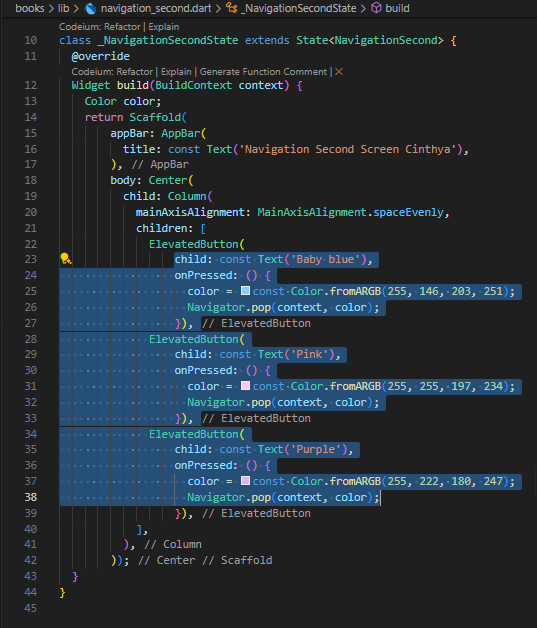 books > lib > navigation_second.dart > _NavigationSecondState > build
Codeium: Refactor | Explain
10 class _NavigationSecondState extends State<NavigationSecond> {
11 @override
Codeium: Refactor | Explain | Generate Function Comment | ×
12 Widget build(BuildContext context) {
13 Color color;
14 return Scaffold(
15 appBar: AppBar(
16 title: const Text('Navigation Second Screen Cinthya'),
17 ), // AppBar
18 body: Center(
19 child: Column(
20 mainAxisAlignment: MainAxisAlignment.spaceEvenly,
21 children: [
22 ElevatedButton(
23 child: const Text('Baby blue'),
24 onPressed: () {
25 color = const Color.fromARGB(255, 146, 203, 251);
26 Navigator.pop(context, color);
27 }), // ElevatedButton
28 ElevatedButton(
29 child: const Text('Pink'),
30 onPressed: () {
31 color = const Color.fromARGB(255, 255, 197, 234);
32 Navigator.pop(context, color);
33 }), // ElevatedButton
34 ElevatedButton(
35 child: const Text('Purple'),
36 onPressed: () {
37 color = const Color.fromARGB(255, 222, 180, 247);
38 Navigator.pop(context, color);
39 }), // ElevatedButton
40 ],
41 ), // Column
42 )); // Center // Scaffold
43 }
44 }
45